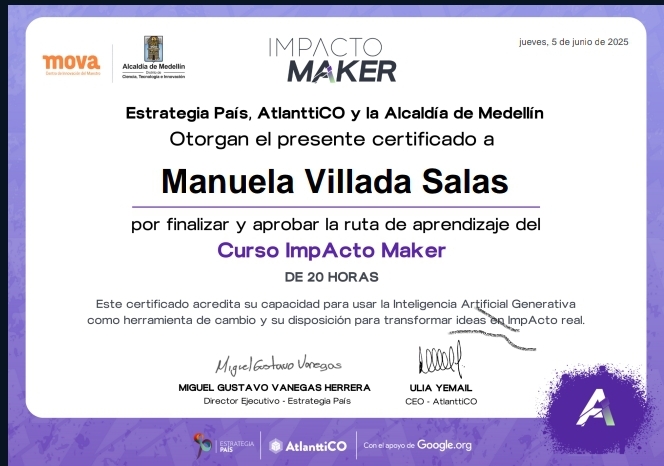 mova
Centro de Innovación del Maestro
Alcaldía de Medellín
Distrito de
Ciencia, Tecnología e Innovación
IMPACTO
MAKER
jueves, 5 de junio de 2025
Estrategia País, AtlanttiCO y la Alcaldía de Medellín
Otorgan el presente certificado a
Manuela Villada Salas
por finalizar y aprobar la ruta de aprendizaje del
Curso ImpActo Maker
DE 20 HORAS
Este certificado acredita su capacidad para usar la Inteligencia Artificial Generativa
como herramienta de cambio y su disposición para transformar ideas en ImpActo real.
Miguel Gustavo Vanegas
MIGUEL GUSTAVO VANEGAS HERRERA
Director Ejecutivo - Estrategia País
ULIA YEMAIL
CEO - AtlanttiCO
A
ESTRATEGIA
PAÍS
AtlanttiCO
Con el apoyo de Google.org